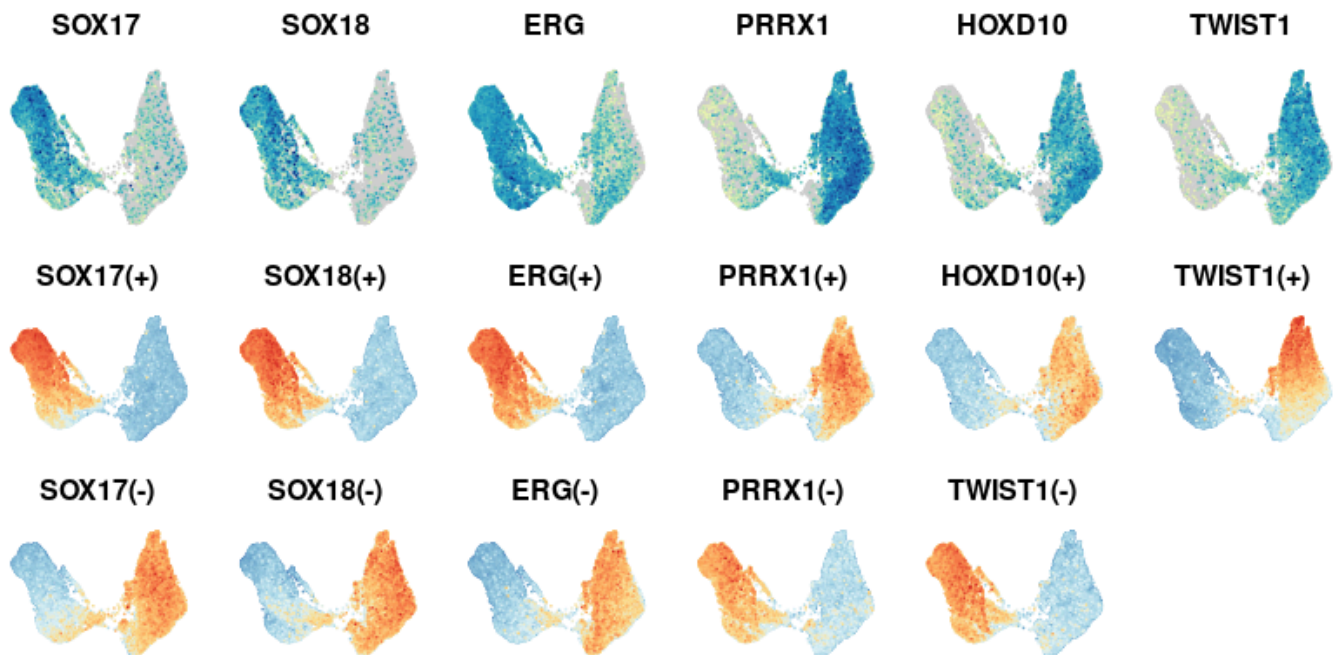 SOX17 SOX18 ERG PRRX1 HOXD10 TWIST1
SOX17(+) SOX18(+) ERG(+) PRRX1(+) HOXD10(+) TWIST1(+)
SOX17(-) SOX18(-) ERG(-) PRRX1(-) TWIST1(-)